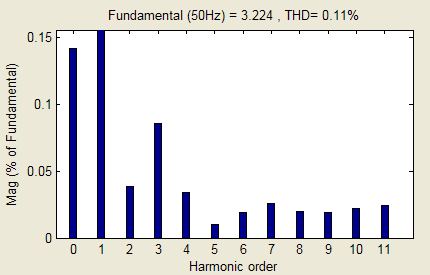 Fundamental (50Hz) = 3.224 , THD= 0.11%
Mag (% of Fundamental)
0.15
0.1
0.05
0
0 1 2 3 4 5 6 7 8 9 10 11
Harmonic order